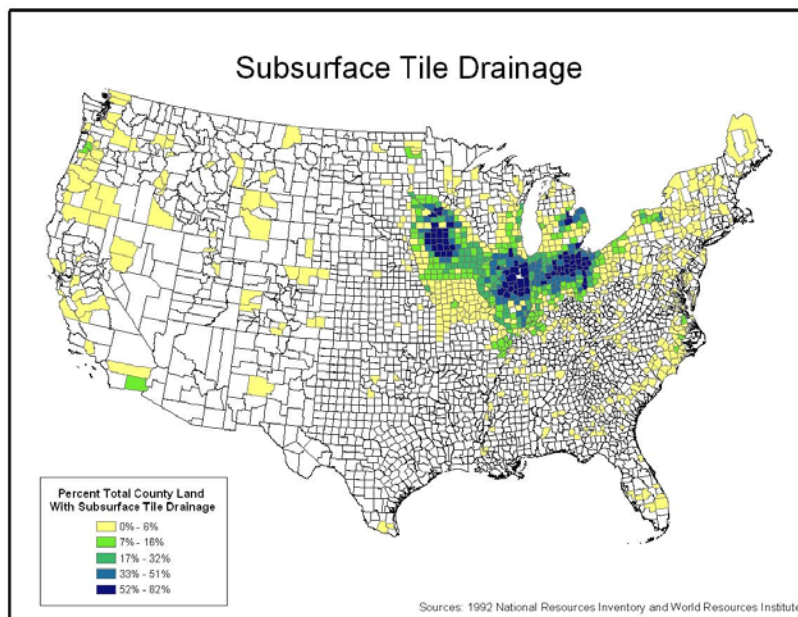 Subsurface Tile Drainage
Percent Total County Land
With Subsurface Tile Drainage
0% - 6%
7% - 16%
17% - 32%
33% - 51%
52% - 82%
Sources: 1992 National Resources Inventory and World Resources Institute